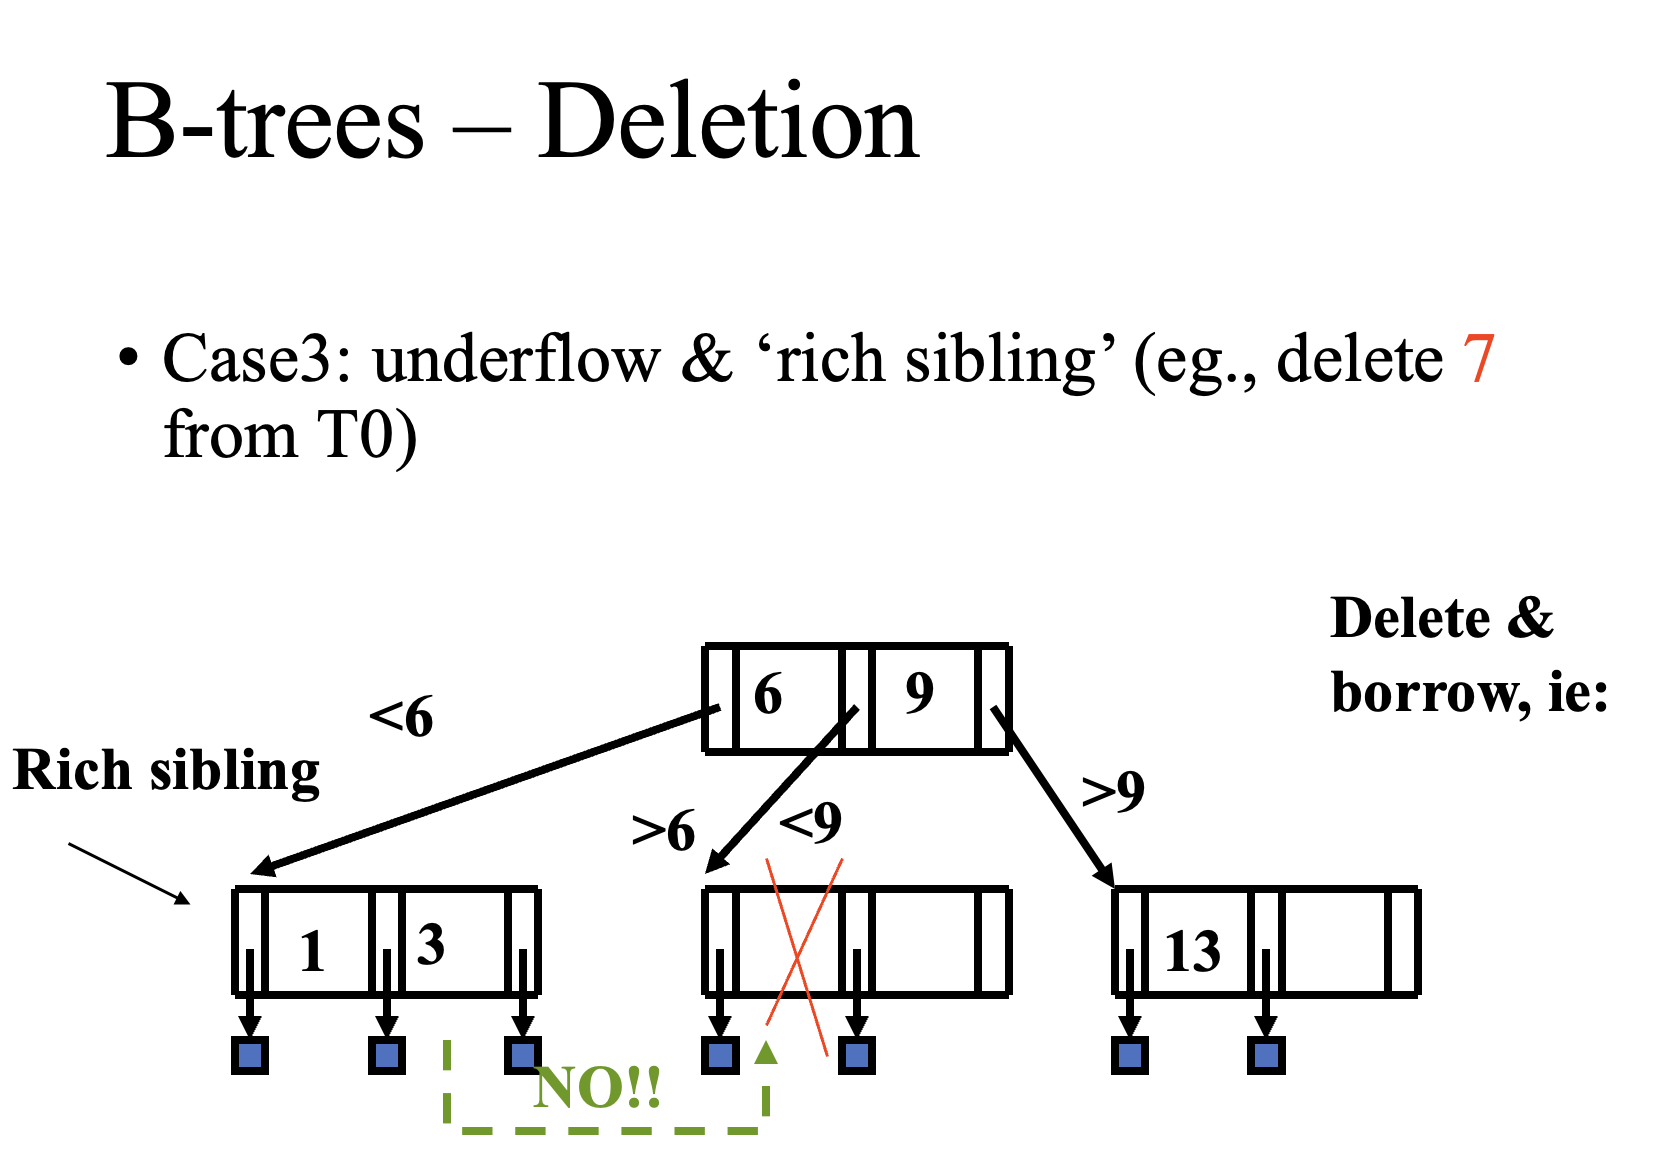 B-trees – Deletion
• Case3: underflow & ‘rich sibling’ (eg., delete 7
from T0)
Delete &
borrow, ie:
6 9
<6
Rich sibling
>6 <9
>9
1 3
13
NO!!